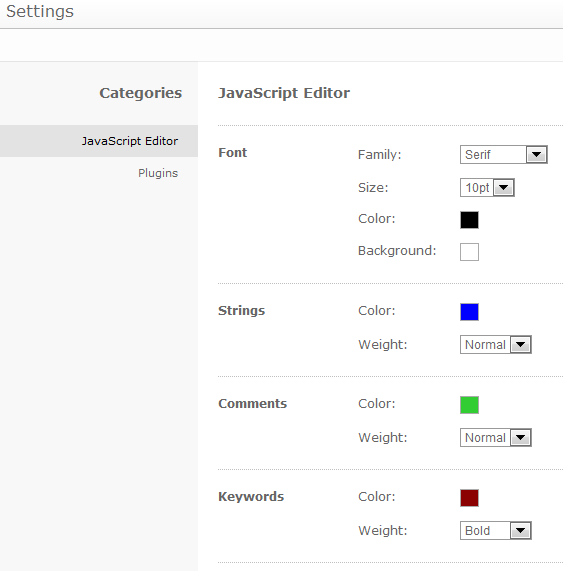 Settings
Categories
JavaScript Editor
Plugins
JavaScript Editor
Font
Family: Serif
Size: 10pt
Color:
Background:
Strings
Color:
Weight: Normal
Comments
Color:
Weight: Normal
Keywords
Color:
Weight: Bold